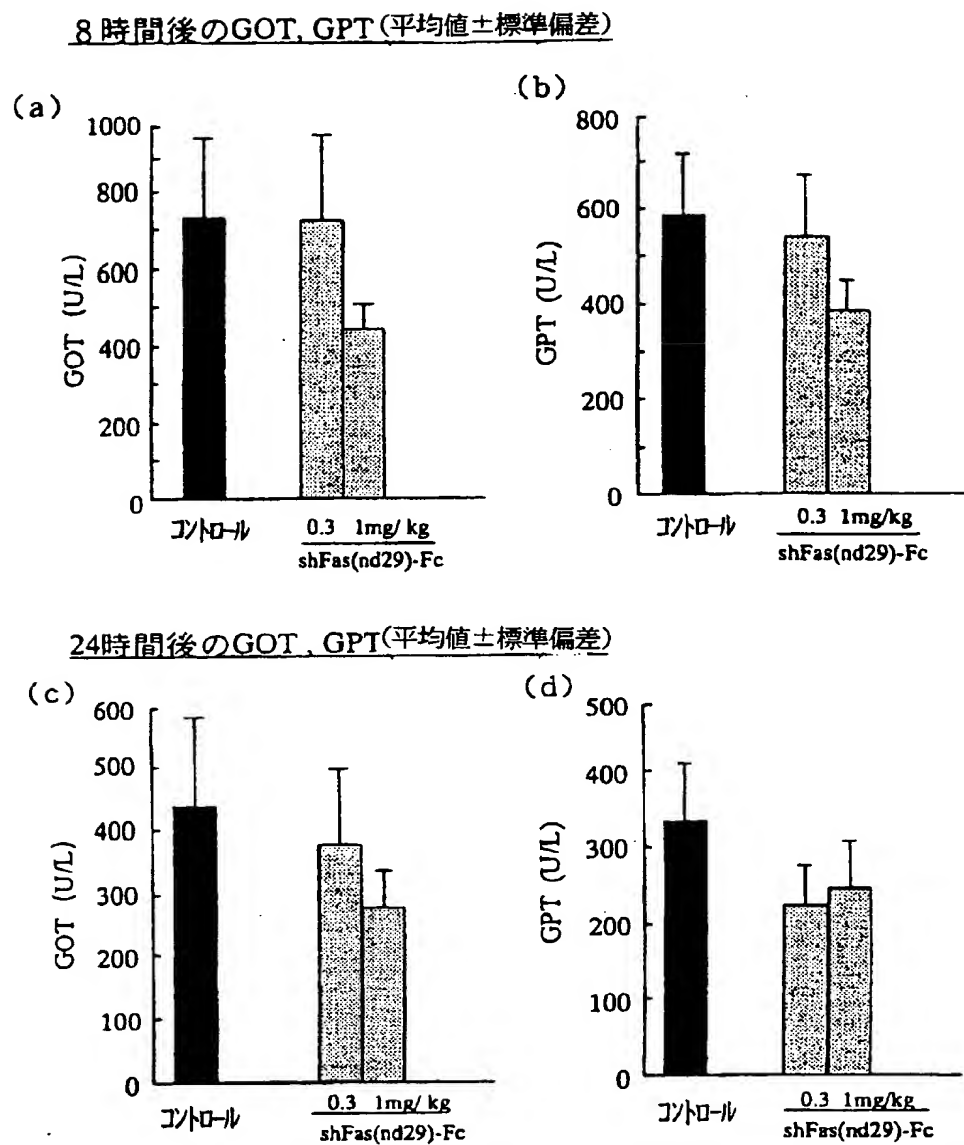 8時間後のGOT, GPT(平均値±標準偏差)
(a)
1000
800
600
400
200
0
GOT (U/L)
コントロール
0.3 1mg/kg
shFas(nd29)-Fc
(b)
800
600
400
200
0
GPT (U/L)
コントロール
0.3 1mg/kg
shFas(nd29)-Fc
24時間後のGOT, GPT(平均値±標準偏差)
(c)
600
500
400
300
200
100
0
GOT (U/L)
コントロール
0.3 1mg/kg
shFas(nd29)-Fc
(d)
500
400
300
200
100
0
GPT (U/L)
コントロール
0.3 1mg/kg
shFas(nd29)-Fc